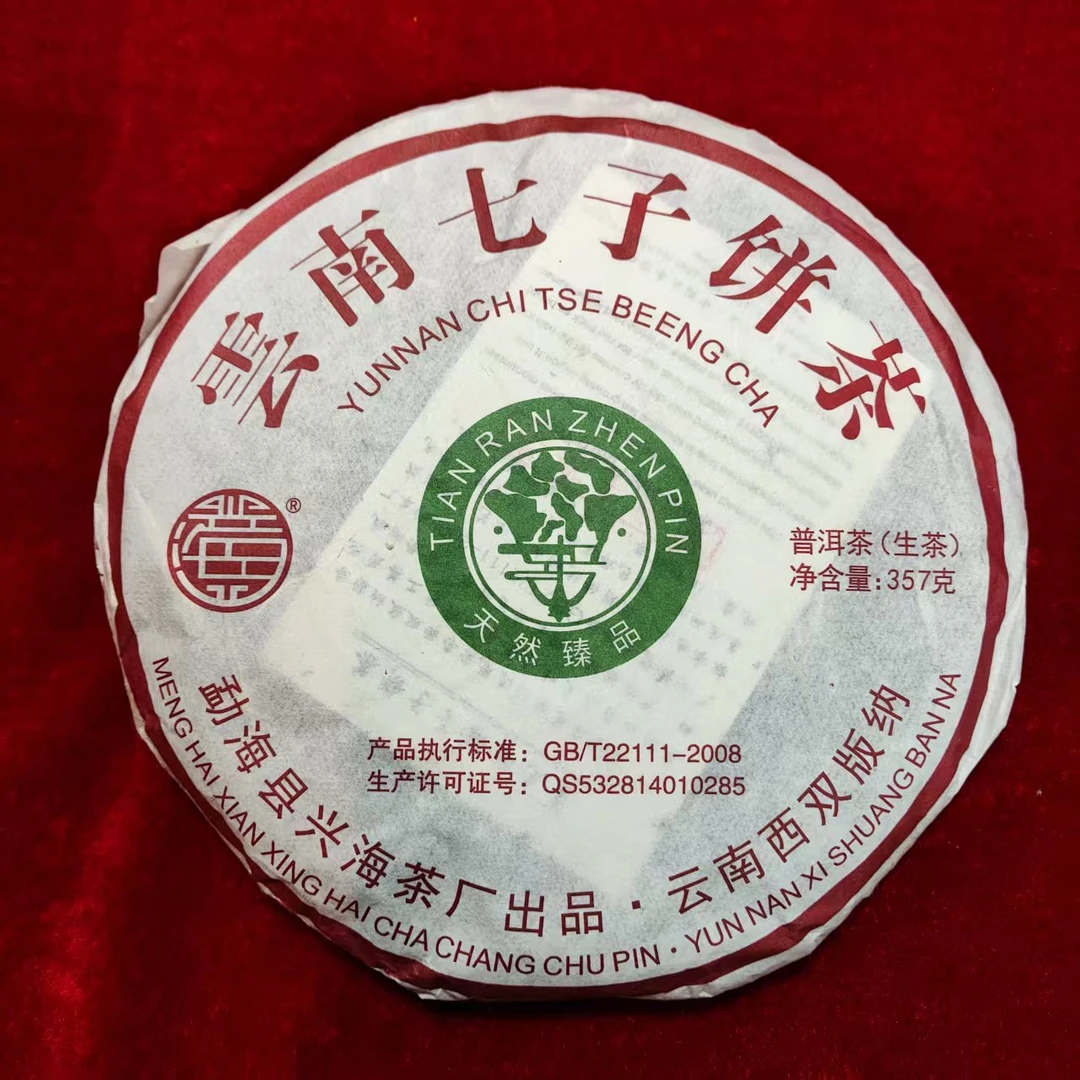 雲南七子饼茶
YUNNAN CHI TSE BEENG CHA
TIAN RAN ZHEN PIN
天然臻品
®
普洱茶（生茶）
净含量：357克
产品执行标准：GB/T22111-2008
生产许可证号：QS532814010285
勐海县兴海茶厂出品·云南西双版纳
MENG HAI XIAN XING HAI CHA CHANG CHU PIN·YUN NAN XI SHUANG BAN NA